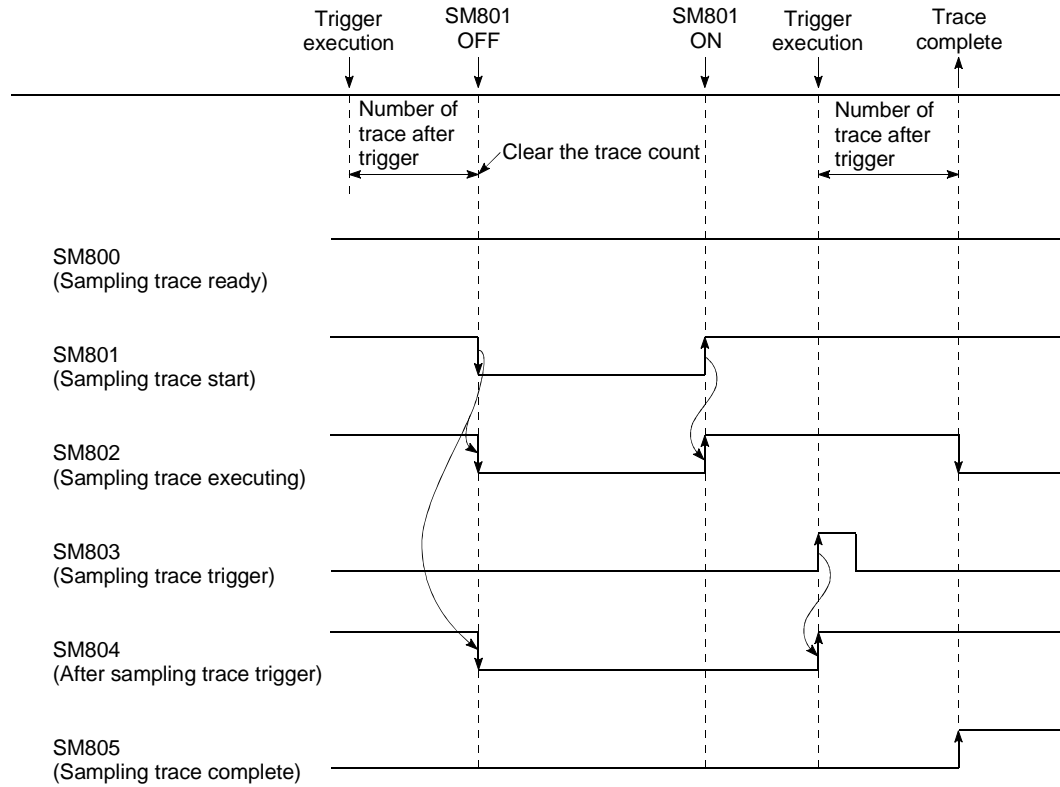 Trigger
execution
SM801
OFF
SM801
ON
Trigger
execution
Trace
complete
Number of
trace after
trigger
Clear the trace count
Number of
trace after
trigger
SM800
(Sampling trace ready)
SM801
(Sampling trace start)
SM802
(Sampling trace executing)
SM803
(Sampling trace trigger)
SM804
(After sampling trace trigger)
SM805
(Sampling trace complete)